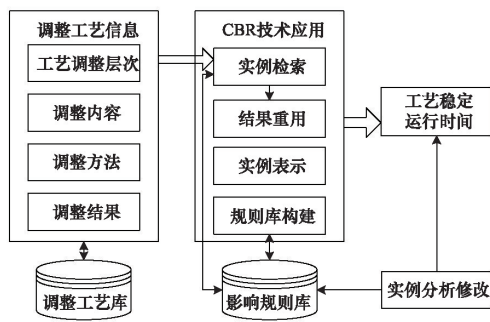 调整工艺信息
工艺调整层次
调整内容
调整方法
调整结果
调整工艺库
CBR技术应用
实例检索
结果重用
实例表示
规则库构建
影响规则库
工艺稳定
运行时间
实例分析修改